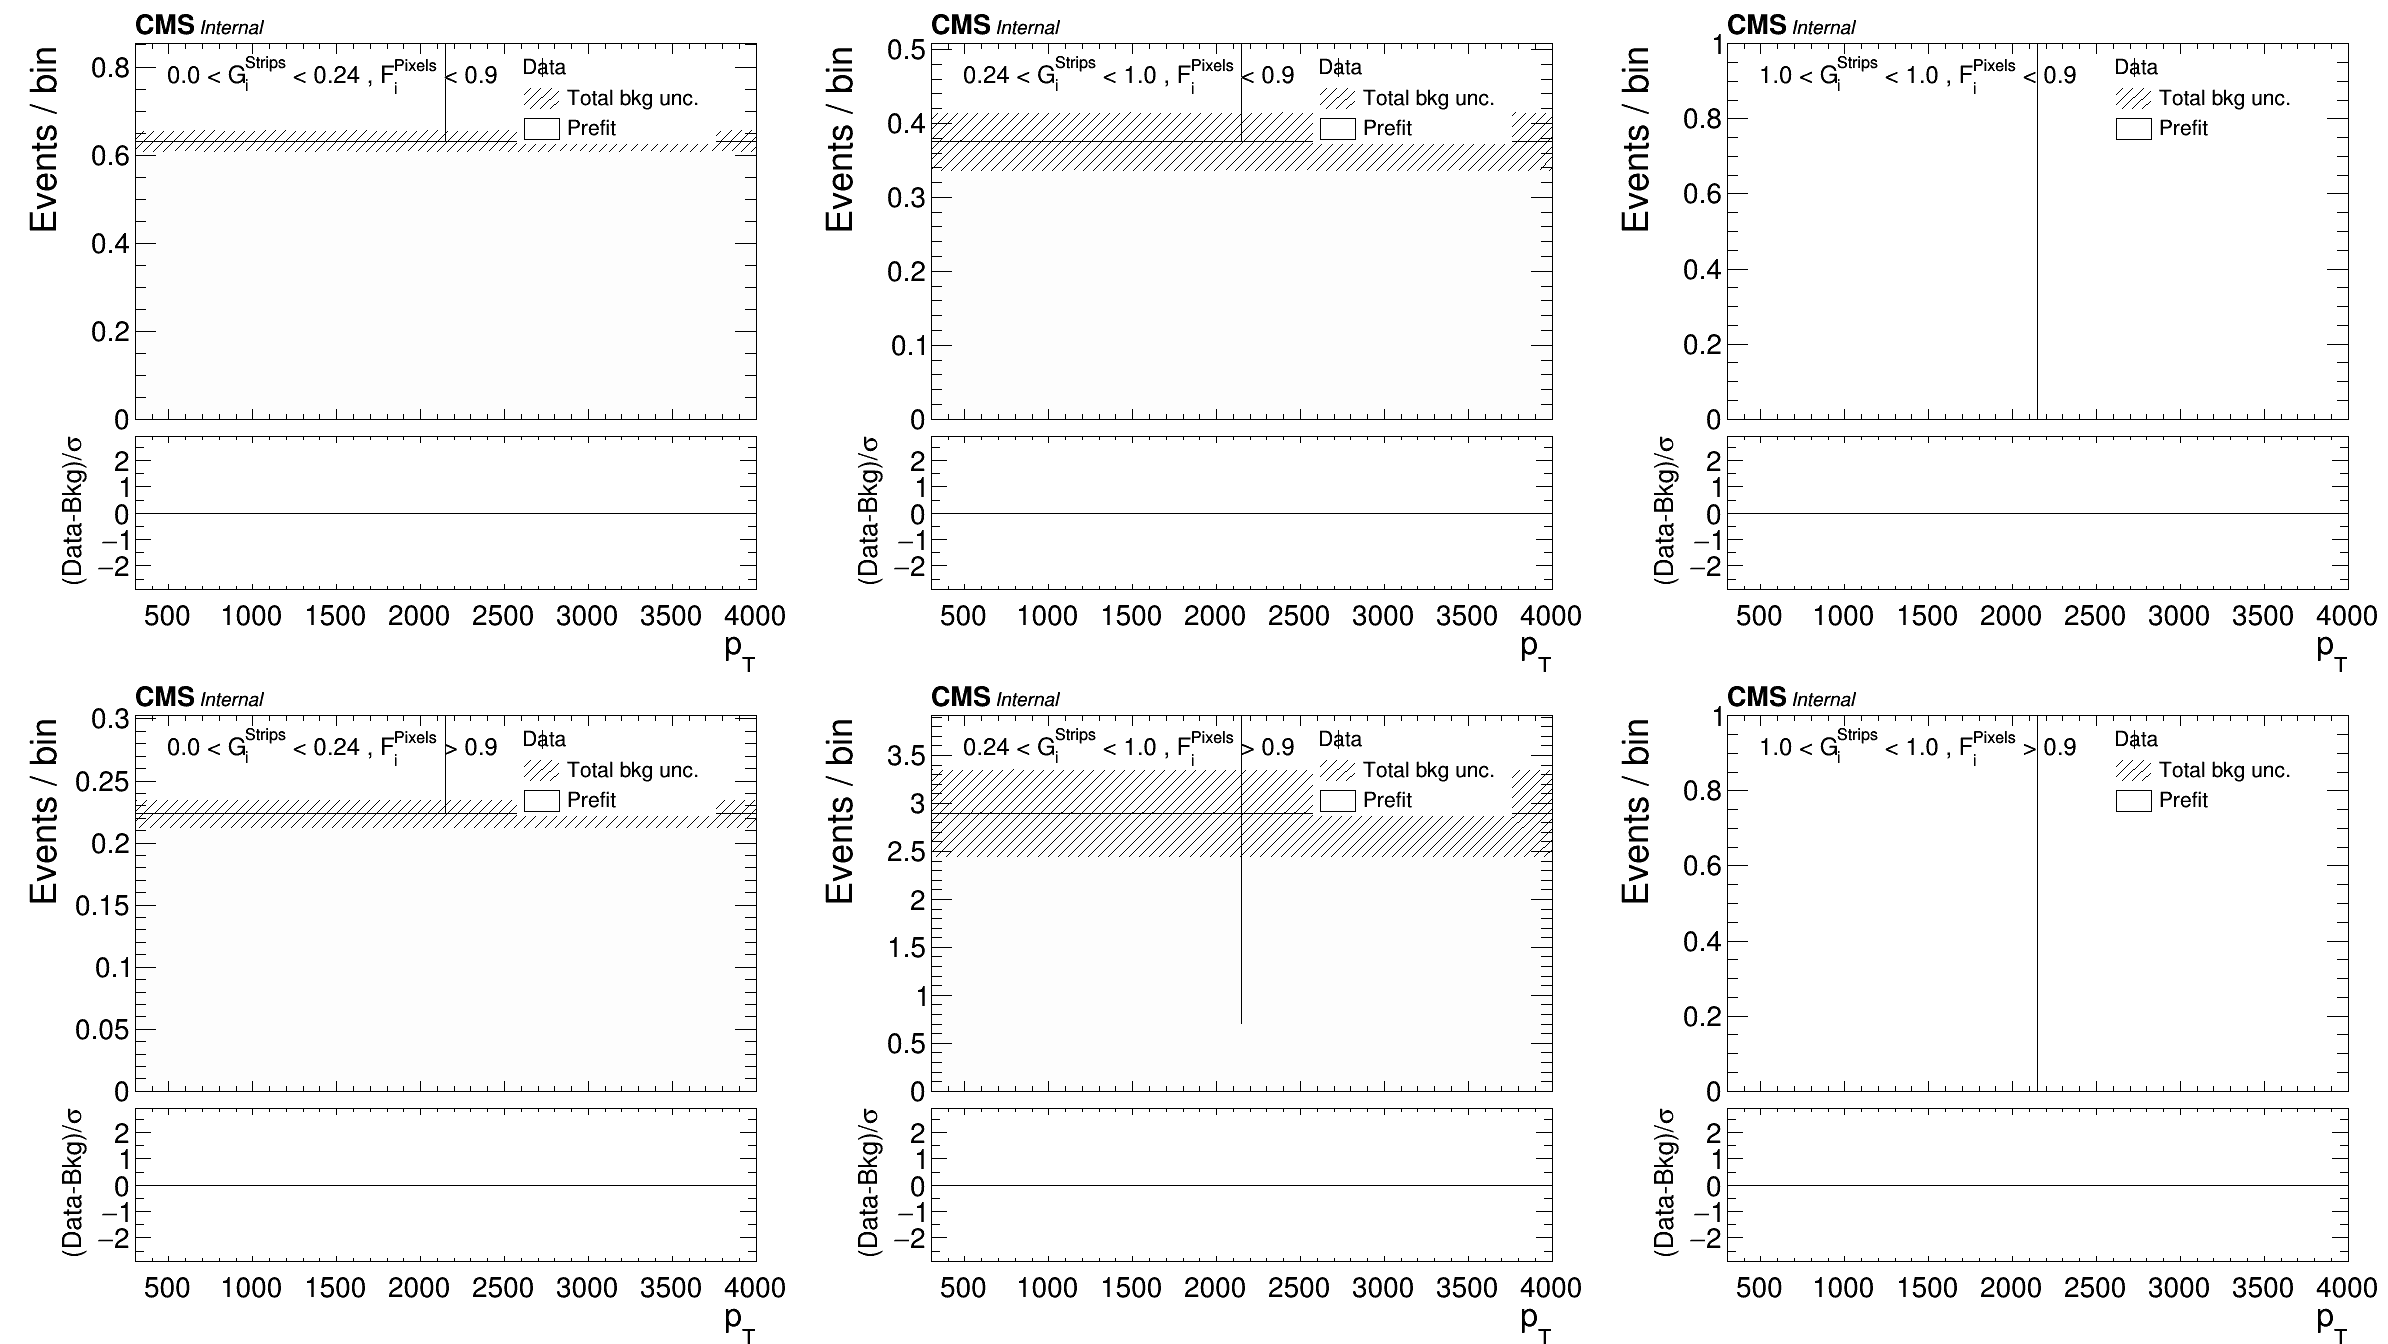 CMS Internal
Events / bin
0.0 < G_i^Strips < 0.24 , F_i^Pixels < 0.9
Data
Total bkg unc.
Prefit
0.8
0.6
0.4
0.2
0
(Data-Bkg)/σ
2
1
0
−1
−2
500 1000 1500 2000 2500 3000 3500 4000
p_T
CMS Internal
Events / bin
0.24 < G_i^Strips < 1.0 , F_i^Pixels < 0.9
Data
Total bkg unc.
Prefit
0.5
0.4
0.3
0.2
0.1
0
(Data-Bkg)/σ
2
1
0
−1
−2
500 1000 1500 2000 2500 3000 3500 4000
p_T
CMS Internal
Events / bin
1.0 < G_i^Strips < 1.0 , F_i^Pixels < 0.9
Data
Total bkg unc.
Prefit
1
0.8
0.6
0.4
0.2
0
(Data-Bkg)/σ
2
1
0
−1
−2
500 1000 1500 2000 2500 3000 3500 4000
p_T
CMS Internal
Events / bin
0.0 < G_i^Strips < 0.24 , F_i^Pixels > 0.9
Data
Total bkg unc.
Prefit
0.3
0.25
0.2
0.15
0.1
0.05
0
(Data-Bkg)/σ
2
1
0
−1
−2
500 1000 1500 2000 2500 3000 3500 4000
p_T
CMS Internal
Events / bin
0.24 < G_i^Strips < 1.0 , F_i^Pixels > 0.9
Data
Total bkg unc.
Prefit
3.5
3
2.5
2
1.5
1
0.5
0
(Data-Bkg)/σ
2
1
0
−1
−2
500 1000 1500 2000 2500 3000 3500 4000
p_T
CMS Internal
Events / bin
1.0 < G_i^Strips < 1.0 , F_i^Pixels > 0.9
Data
Total bkg unc.
Prefit
1
0.8
0.6
0.4
0.2
0
(Data-Bkg)/σ
2
1
0
−1
−2
500 1000 1500 2000 2500 3000 3500 4000
p_T